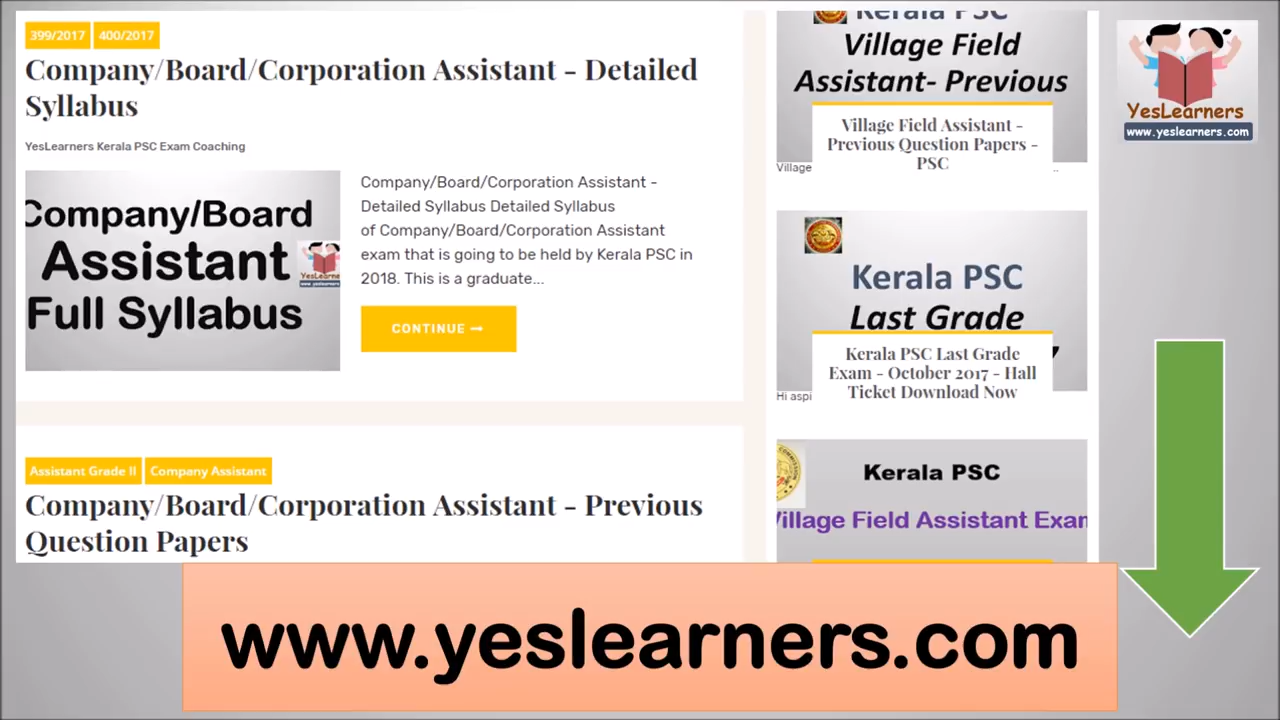 399/2017 400/2017
Company/Board/Corporation Assistant - Detailed
Syllabus
YesLearners Kerala PSC Exam Coaching
Company/Board
Assistant
Full Syllabus
YesLearners
www.yeslearners.com
Company/Board/Corporation Assistant -
Detailed Syllabus Detailed Syllabus
of Company/Board/Corporation Assistant
exam that is going to be held by Kerala PSC in
2018. This is a graduate...
CONTINUE
Assistant Grade II Company Assistant
Company/Board/Corporation Assistant - Previous
Question Papers
Kerala PSC
Village Field
Assistant- Previous
Village Field Assistant -
Previous Question Papers -
PSC
Village
..
Kerala PSC
Last Grade
Kerala PSC Last Grade
Exam - October 2017 - Hall
Ticket Download Now
Hi aspi
Kerala PSC
Village Field Assistant Exam
YesLearners
www.yeslearners.com
www.yeslearners.com